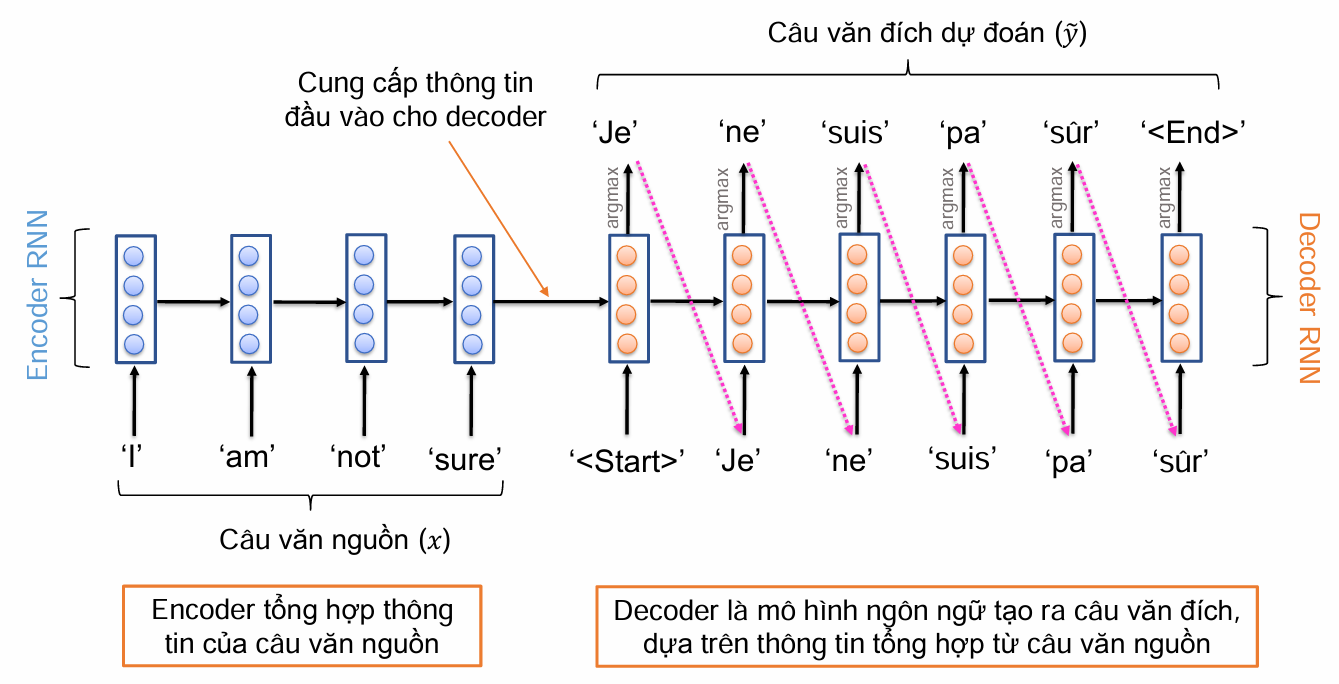 Câu văn đích dự đoán (ỹ)
Cung cấp thông tin
đầu vào cho decoder
‘Je’ ‘ne’ ‘suis’ ‘pa’ ‘sûr’ ‘<End>’
argmax argmax argmax argmax argmax argmax
Encoder RNN
Decoder RNN
‘I’ ‘am’ ‘not’ ‘sure’ ‘<Start>’ ‘Je’ ‘ne’ ‘suis’ ‘pa’ ‘sûr’
Câu văn nguồn (x)
Encoder tổng hợp thông
tin của câu văn nguồn
Decoder là mô hình ngôn ngữ tạo ra câu văn đích,
dựa trên thông tin tổng hợp từ câu văn nguồn